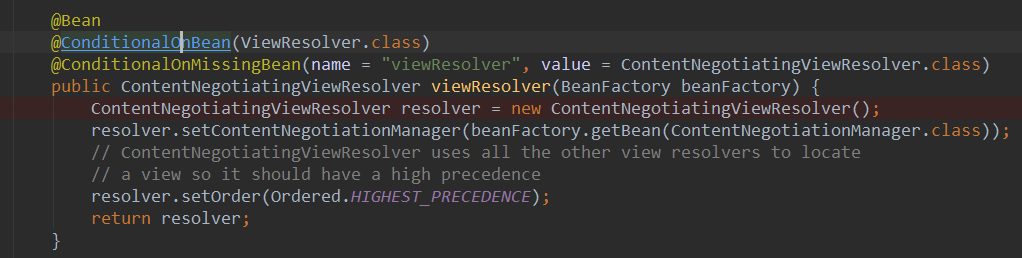 @Bean
@ConditionalOnBean(ViewResolver.class)
@ConditionalOnMissingBean(name = "viewResolver", value = ContentNegotiatingViewResolver.class)
public ContentNegotiatingViewResolver viewResolver(BeanFactory beanFactory) {
ContentNegotiatingViewResolver resolver = new ContentNegotiatingViewResolver();
resolver.setContentNegotiationManager(beanFactory.getBean(ContentNegotiationManager.class));
// ContentNegotiatingViewResolver uses all the other view resolvers to locate
// a view so it should have a high precedence
resolver.setOrder(Ordered.HIGHEST_PRECEDENCE);
return resolver;
}